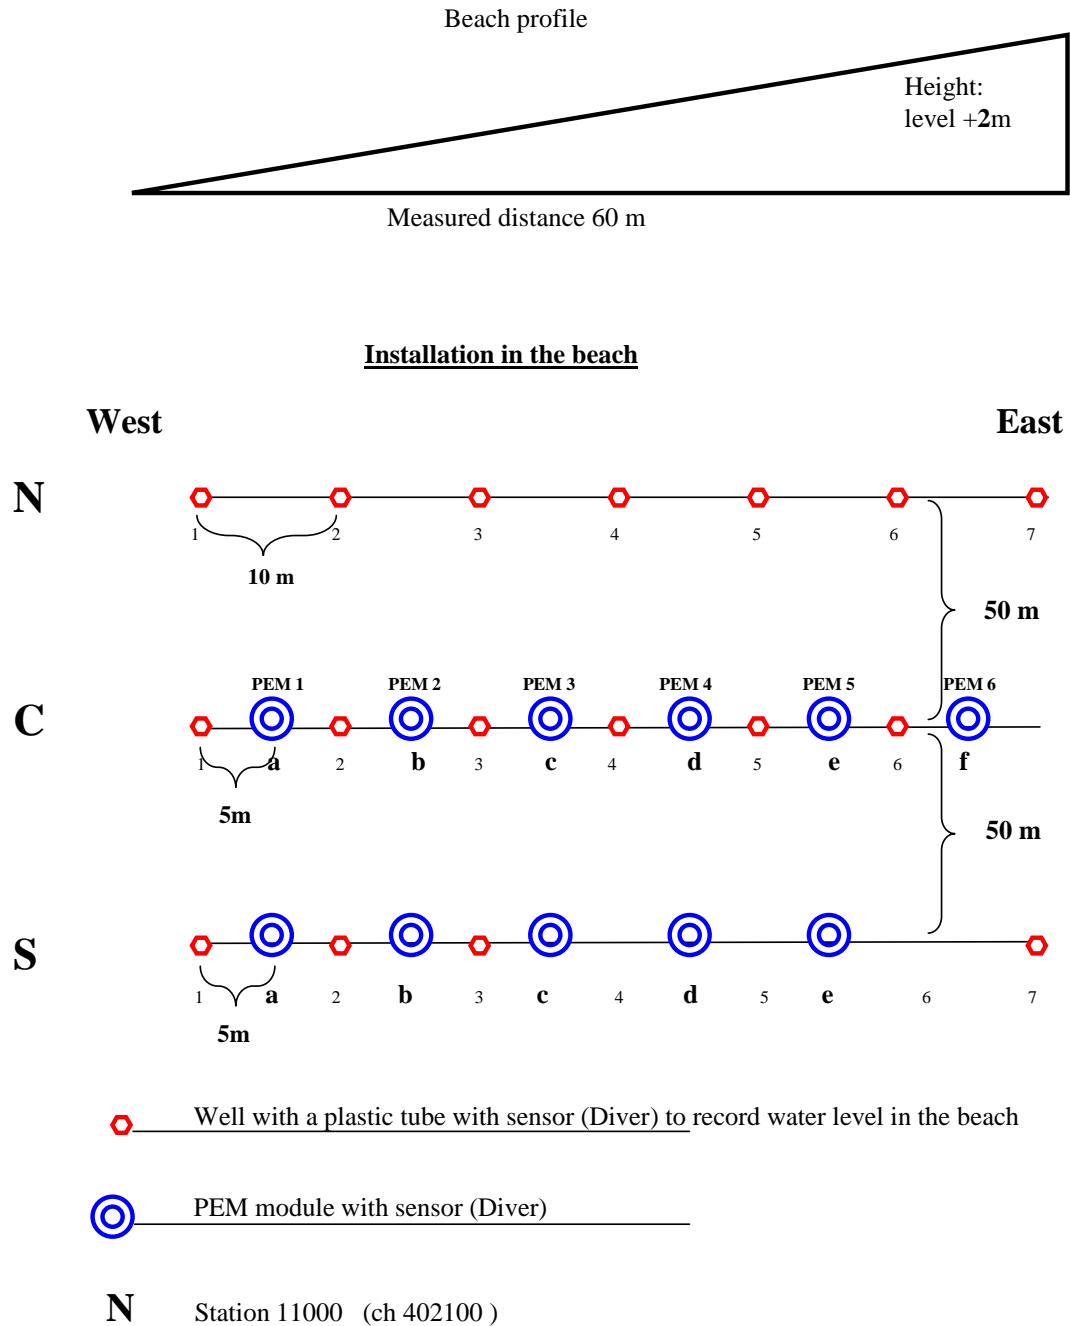 Beach profile
Height:
level +2m
Measured distance 60 m
Installation in the beach
West East
N
1 2 3 4 5 6 7
10 m
50 m
PEM 1 PEM 2 PEM 3 PEM 4 PEM 5 PEM 6
C
1 a 2 b 3 c 4 d 5 e 6 f
5m
50 m
S
1 a 2 b 3 c 4 d 5 e 6 7
5m
Well with a plastic tube with sensor (Diver) to record water level in the beach
PEM module with sensor (Diver)
N Station 11000 (ch 402100 )